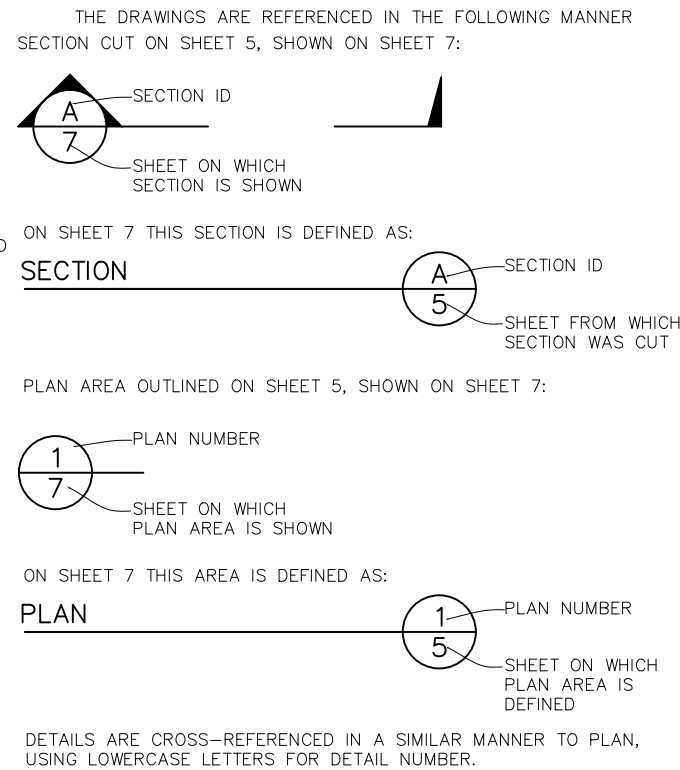 THE DRAWINGS ARE REFERENCED IN THE FOLLOWING MANNER
SECTION CUT ON SHEET 5, SHOWN ON SHEET 7:
A
SECTION ID
7
SHEET ON WHICH
SECTION IS SHOWN
ON SHEET 7 THIS SECTION IS DEFINED AS:
SECTION
A
SECTION ID
5
SHEET FROM WHICH
SECTION WAS CUT
PLAN AREA OUTLINED ON SHEET 5, SHOWN ON SHEET 7:
1
PLAN NUMBER
7
SHEET ON WHICH
PLAN AREA IS SHOWN
ON SHEET 7 THIS AREA IS DEFINED AS:
PLAN
1
PLAN NUMBER
5
SHEET ON WHICH
PLAN AREA IS
DEFINED
DETAILS ARE CROSS-REFERENCED IN A SIMILAR MANNER TO PLAN,
USING LOWERCASE LETTERS FOR DETAIL NUMBER.